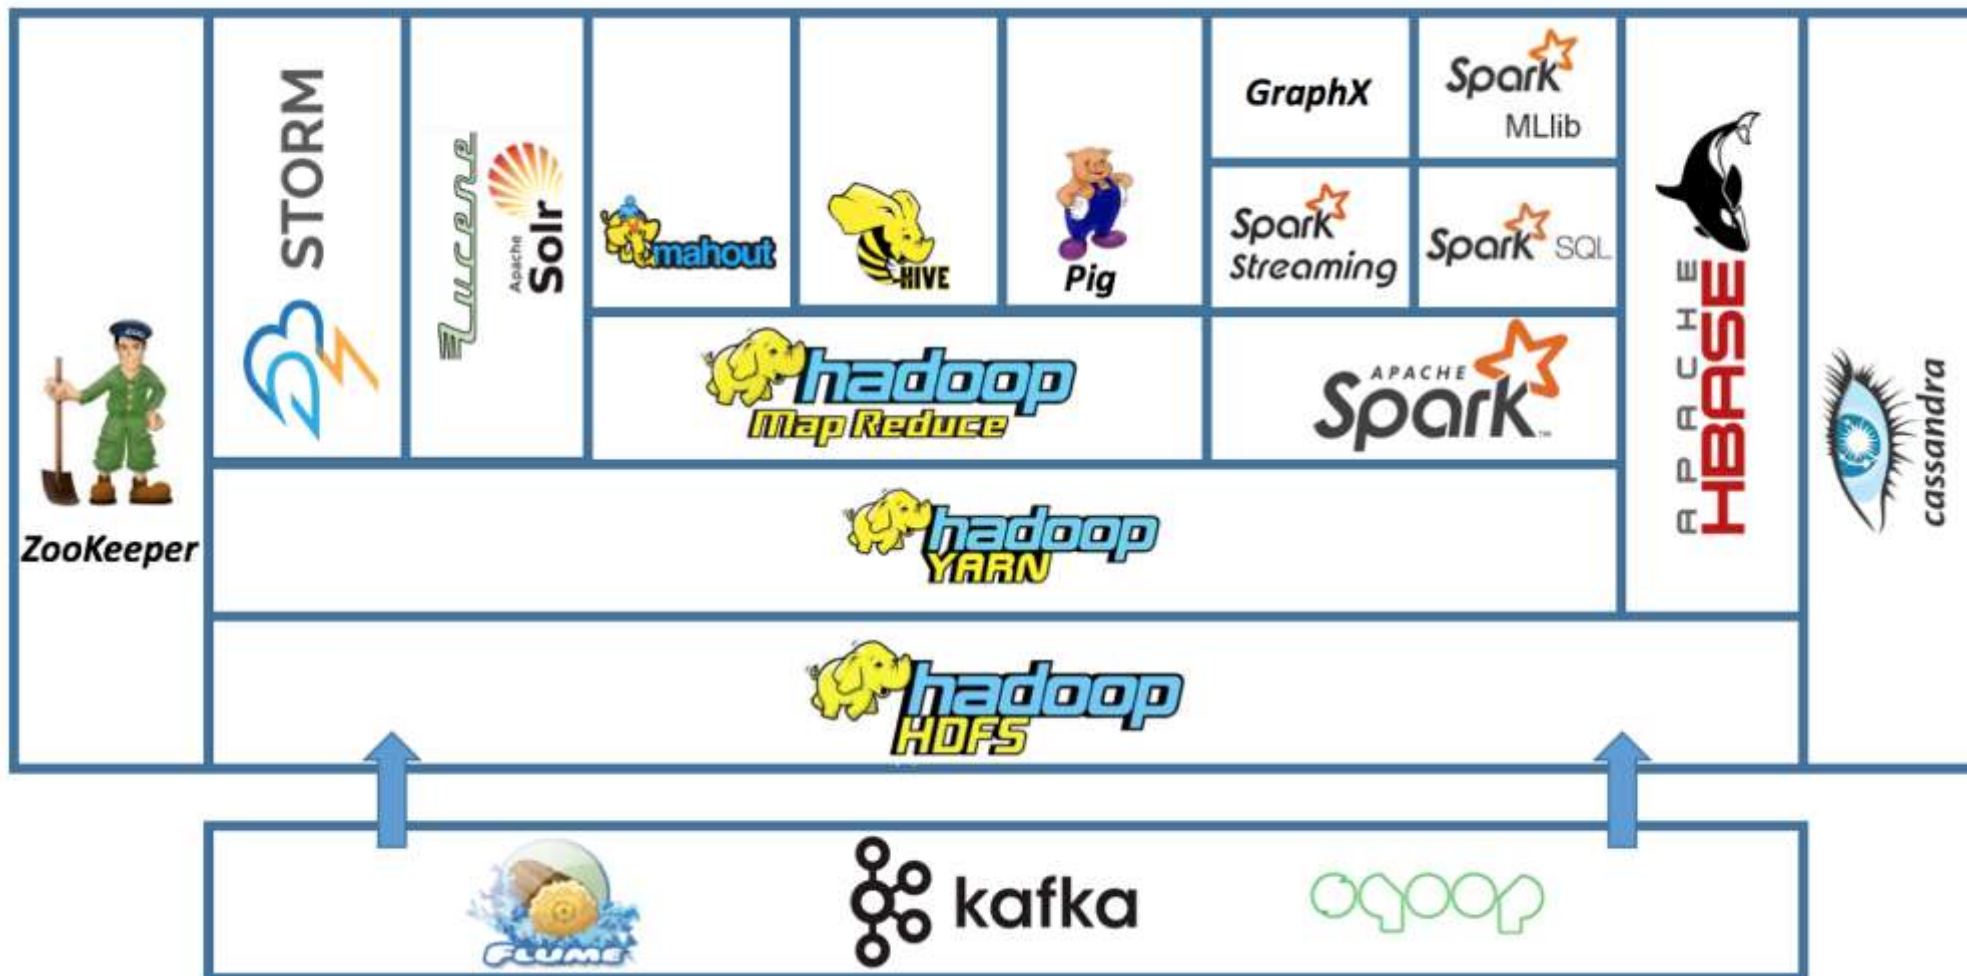 ZooKeeper
STORM
Lucene
Apache
Solr
mahout
HIVE
Pig
GraphX
Spark
MLlib
Spark
Streaming
Spark SQL
hadoop
Map Reduce
APACHE
Spark™
APACHE
HBASE
cassandra
hadoop
YARN
hadoop
HDFS
FLUME
kafka
sqoop